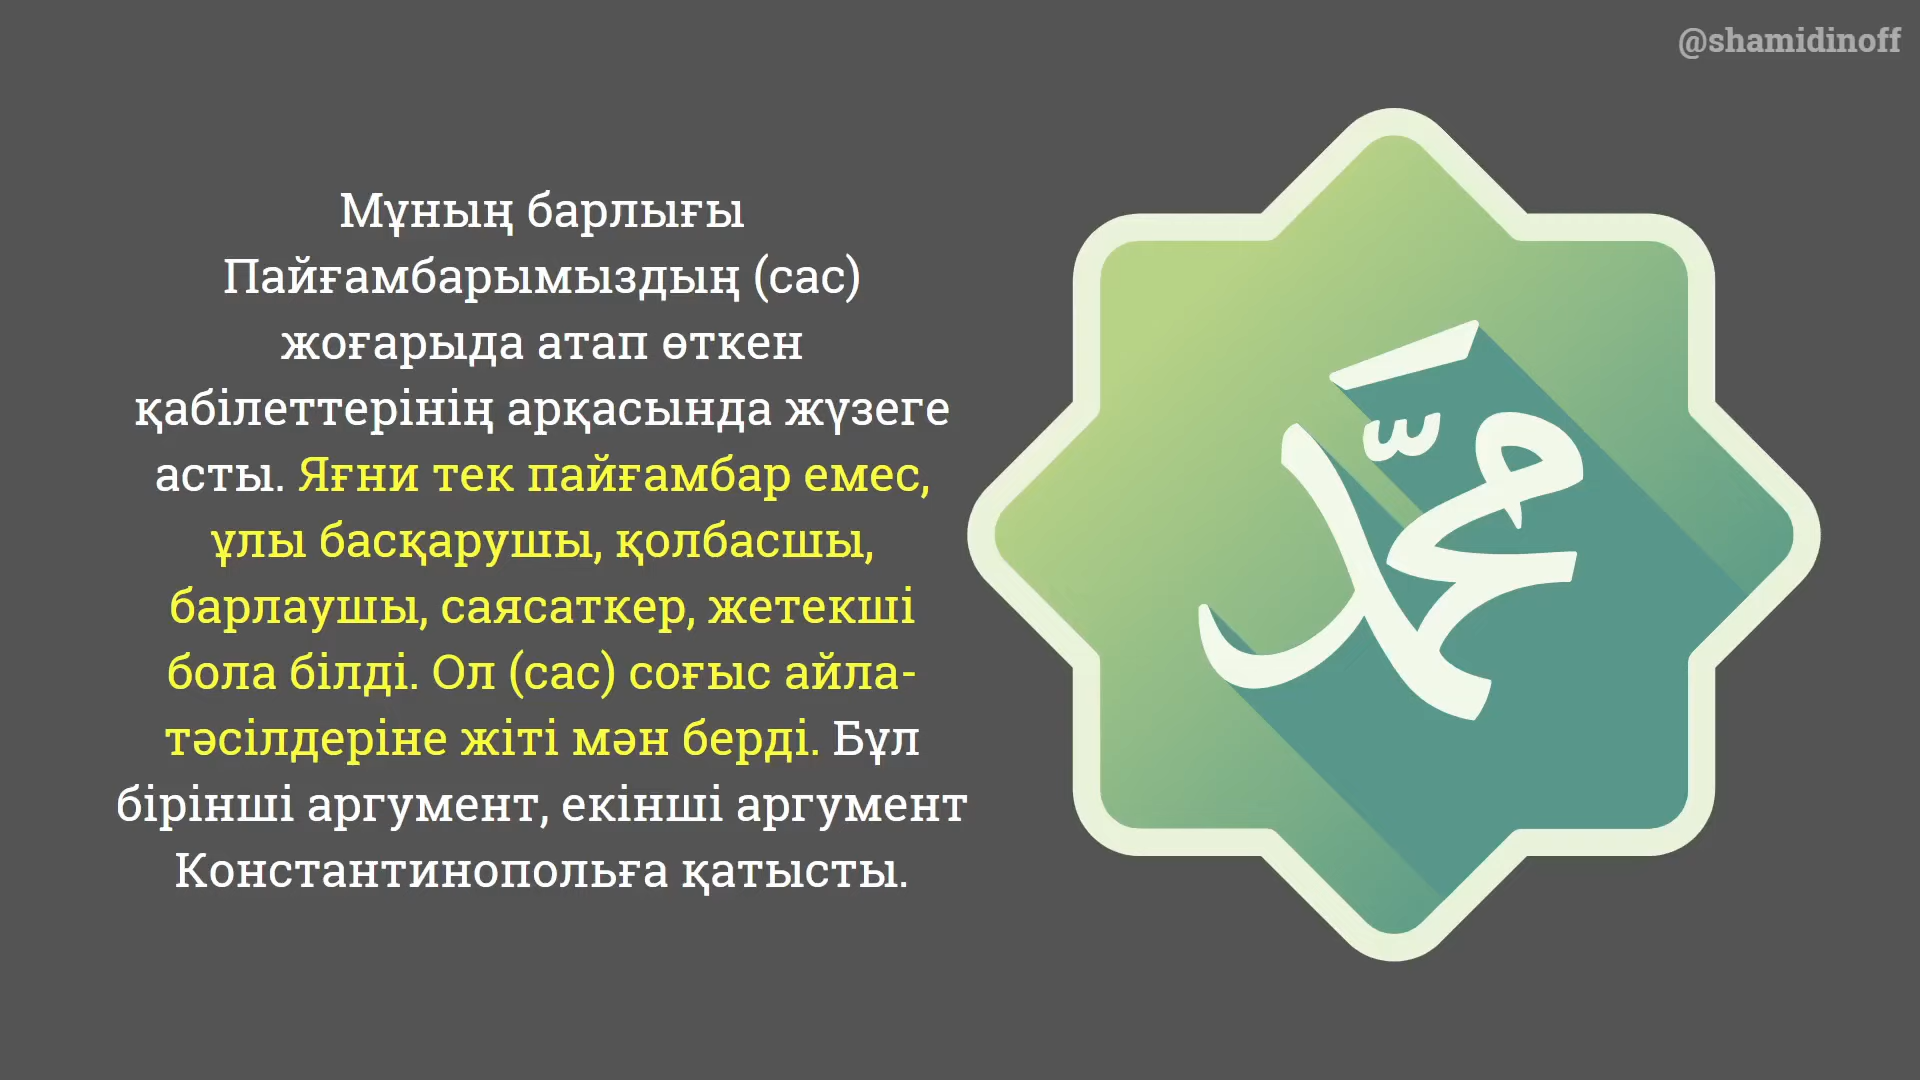 @shamidinoff
Мұның барлығы
Пайғамбарымыздың (сас)
жоғарыда атап өткен
қабілеттерінің арқасында жүзеге
асты. Яғни тек пайғамбар емес,
ұлы басқарушы, қолбасшы,
барлаушы, саясаткер, жетекші
бола білді. Ол (сас) соғыс айла-
тәсілдеріне жіті мән берді. Бұл
бірінші аргумент, екінші аргумент
Константинопольға қатысты.
محمّد